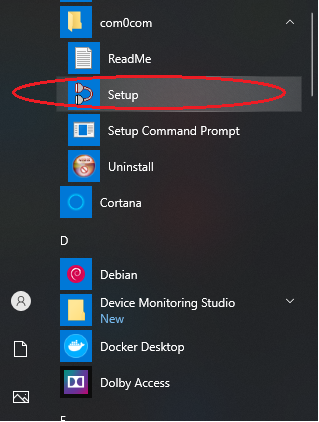 com0com
ReadMe
Setup
Setup Command Prompt
Uninstall
Cortana
D
Debian
Device Monitoring Studio
New
Docker Desktop
Dolby Access